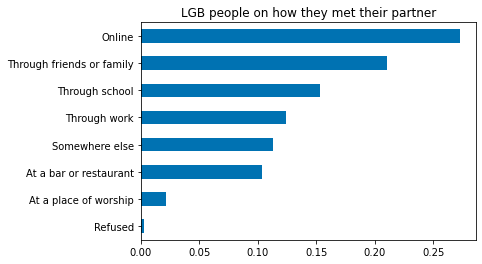 LGB people on how they met their partner
Online
Through friends or family
Through school
Through work
Somewhere else
At a bar or restaurant
At a place of worship
Refused
0.00 0.05 0.10 0.15 0.20 0.25